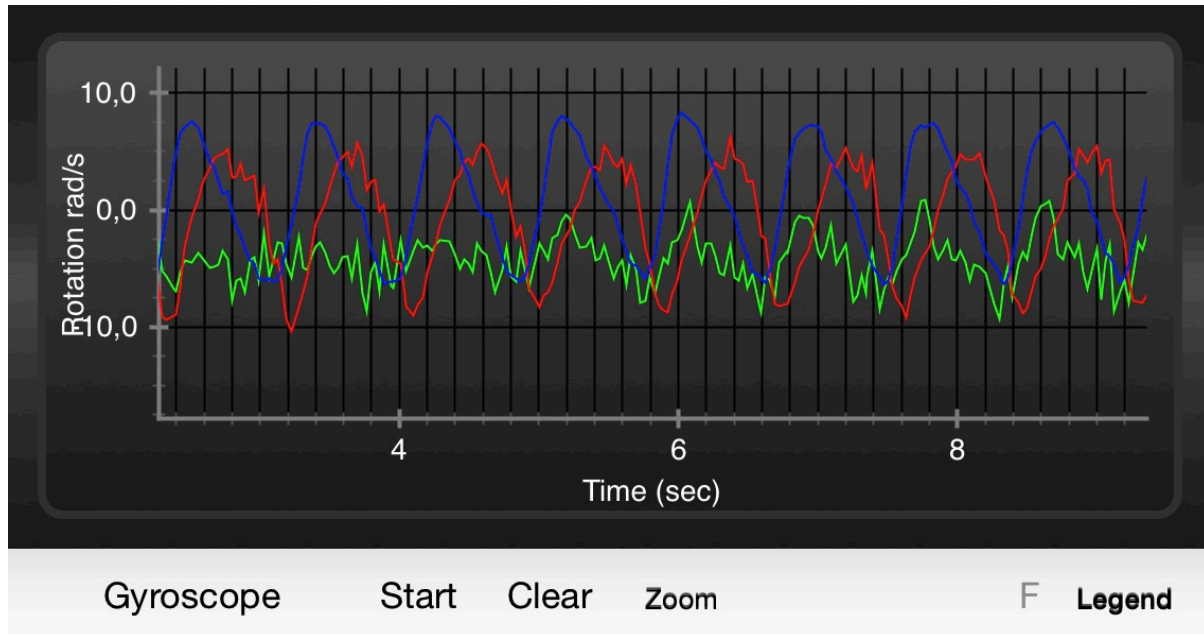 10,0
0,0
-10,0
Rotation rad/s
4 6 8
Time (sec)
Gyroscope Start Clear Zoom F Legend